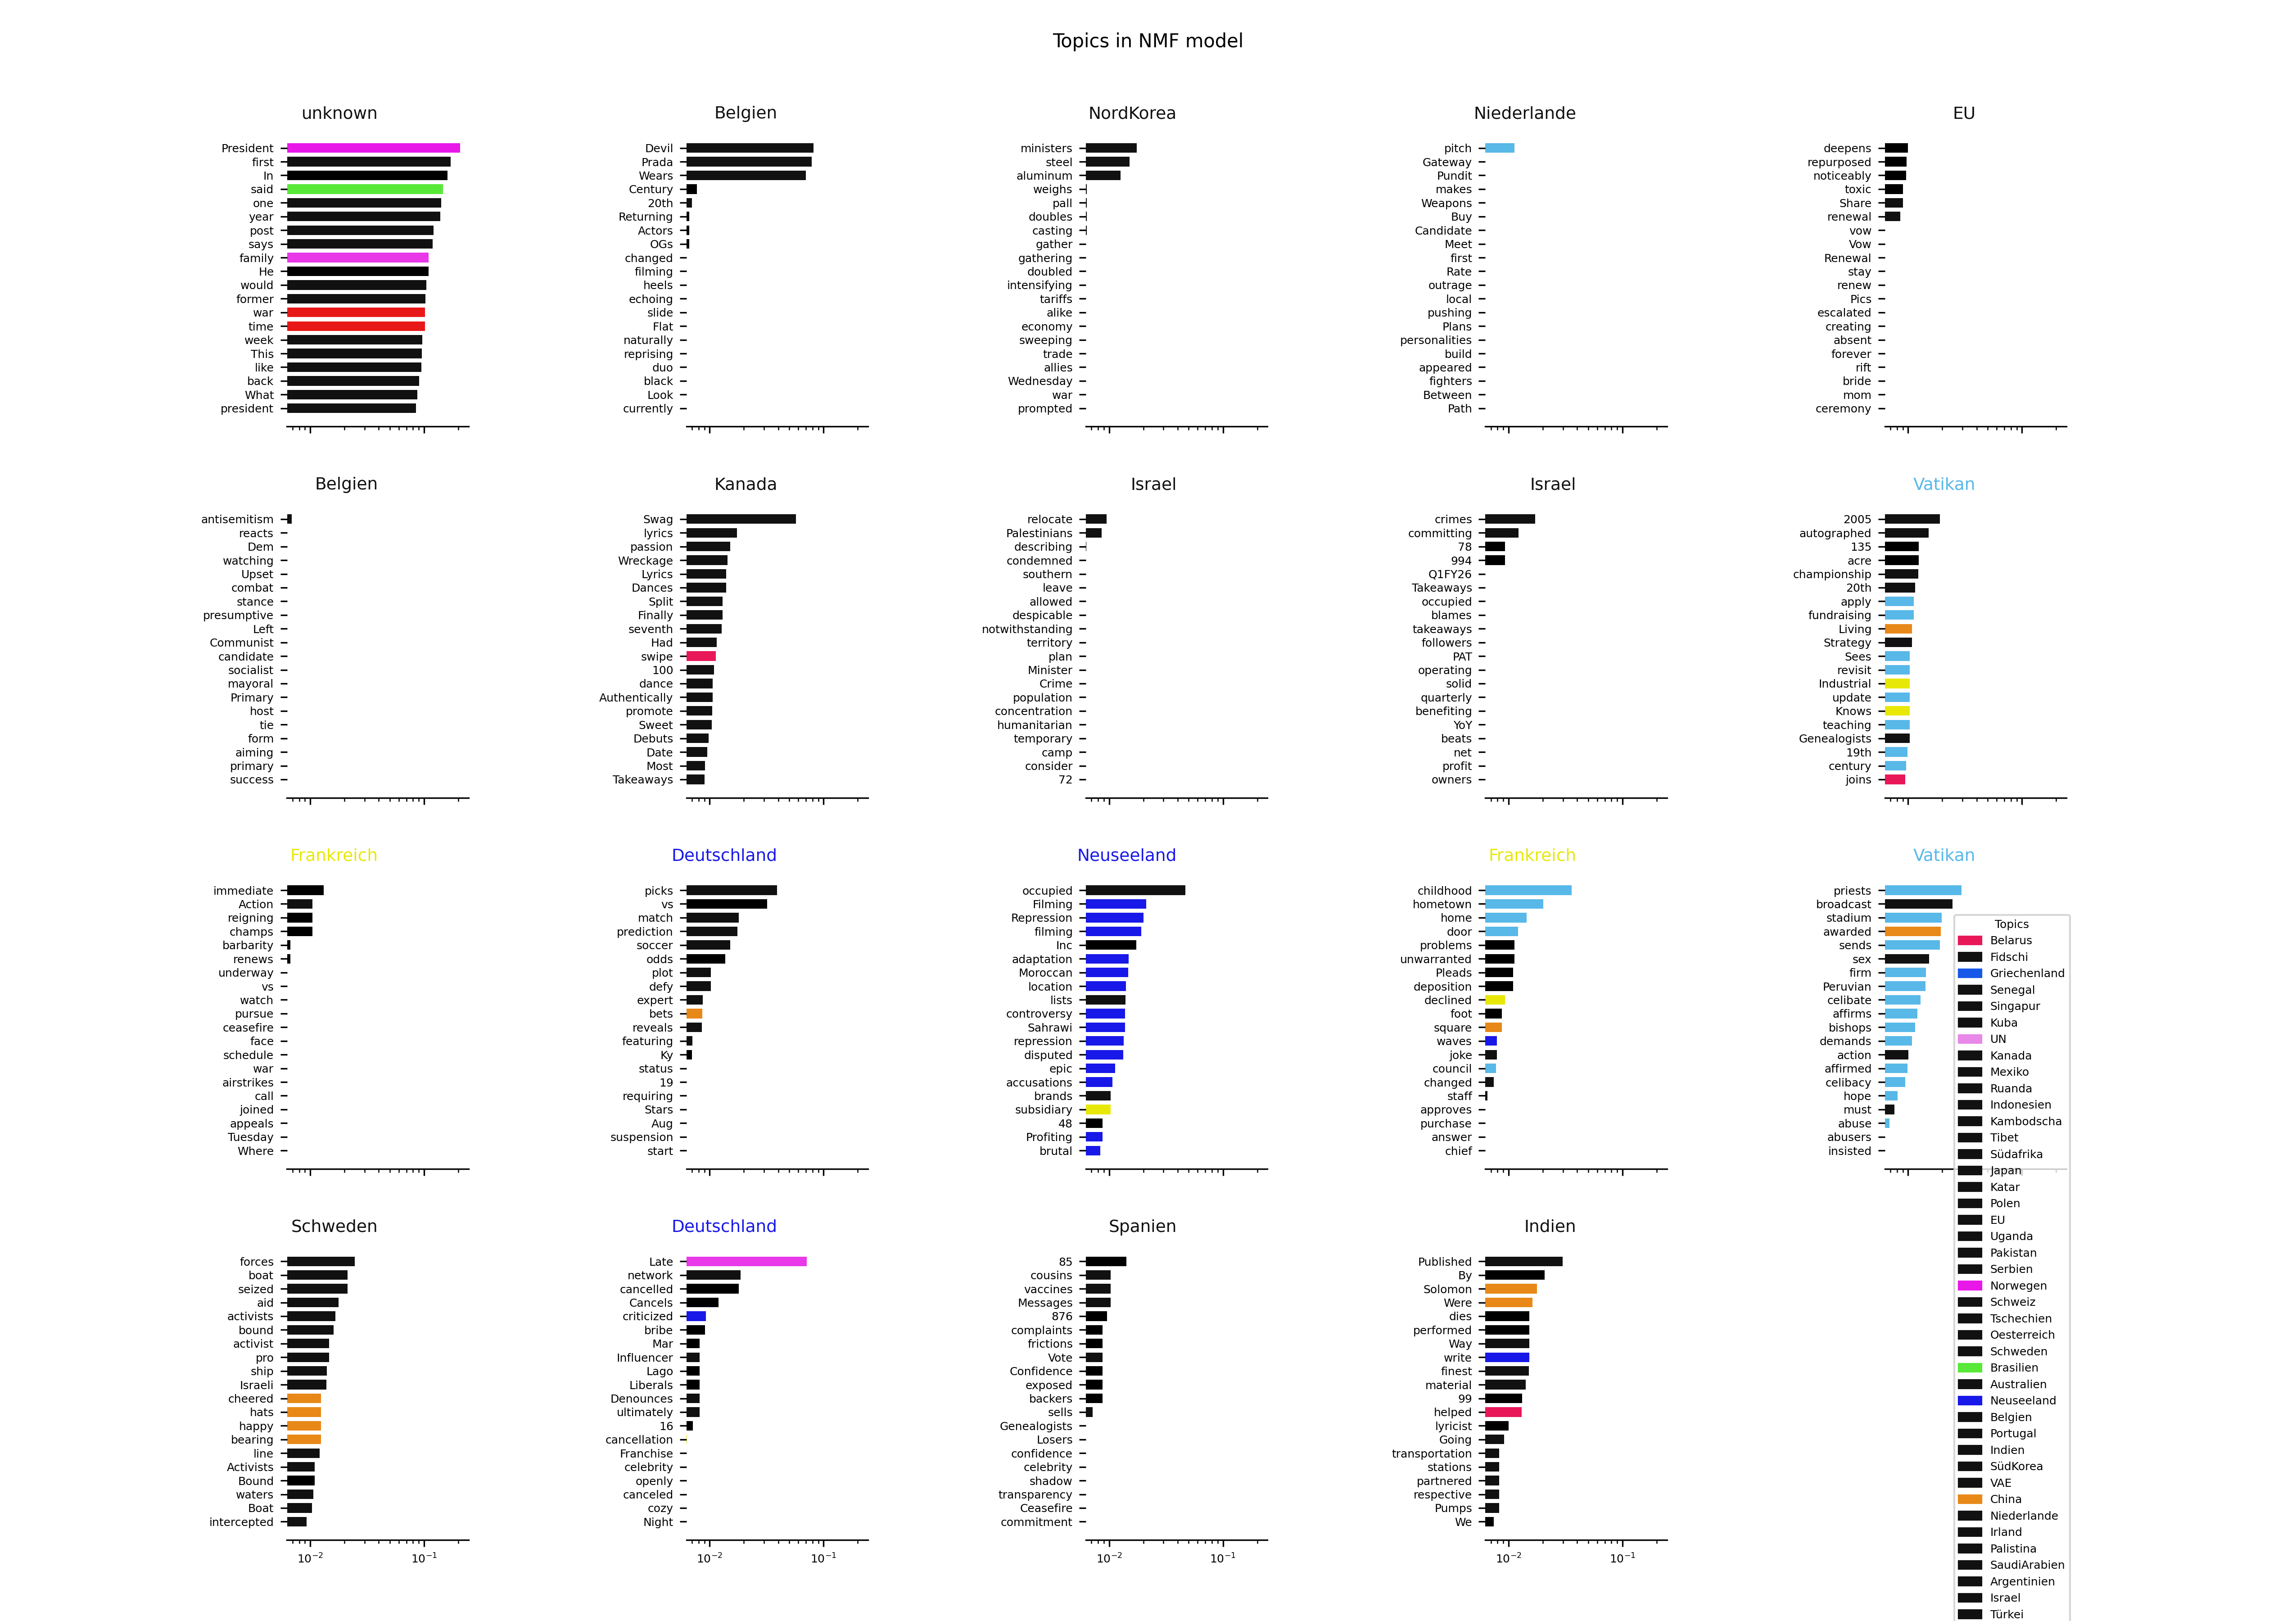 Topics in NMF model
unknown
President
first
In
said
one
year
post
says
family
He
would
former
war
time
week
This
like
back
What
president
Belgien
Devil
Prada
Wears
Century
20th
Returning
Actors
OGs
changed
filming
heels
echoing
slide
Flat
naturally
reprising
duo
black
Look
currently
NordKorea
ministers
steel
aluminum
weighs
pall
doubles
casting
gather
gathering
doubled
intensifying
tariffs
alike
economy
sweeping
trade
allies
Wednesday
war
prompted
Niederlande
pitch
Gateway
Pundit
makes
Weapons
Buy
Candidate
Meet
first
Rate
outrage
local
pushing
Plans
personalities
build
appeared
fighters
Between
Path
EU
deepens
repurposed
noticeably
toxic
Share
renewal
vow
Vow
Renewal
stay
renew
Pics
escalated
creating
absent
forever
rift
bride
mom
ceremony
Belgien
antisemitism
reacts
Dem
watching
Upset
combat
stance
presumptive
Left
Communist
candidate
socialist
mayoral
Primary
host
tie
form
aiming
primary
success
Kanada
Swag
lyrics
passion
Wreckage
Lyrics
Dances
Split
Finally
seventh
Had
swipe
100
dance
Authentically
promote
Sweet
Debuts
Date
Most
Takeaways
Israel
relocate
Palestinians
describing
condemned
southern
leave
allowed
despicable
notwithstanding
territory
plan
Minister
Crime
population
concentration
humanitarian
temporary
camp
consider
72
Israel
crimes
committing
78
994
Q1FY26
Takeaways
occupied
blames
takeaways
followers
PAT
operating
solid
quarterly
benefiting
YoY
beats
net
profit
owners
Vatikan
2005
autographed
135
acre
championship
20th
apply
fundraising
Living
Strategy
Sees
revisit
Industrial
update
Knows
teaching
Genealogists
19th
century
joins
Frankreich
immediate
Action
reigning
champs
barbarity
renews
underway
vs
watch
pursue
ceasefire
face
schedule
war
airstrikes
call
joined
appeals
Tuesday
Where
Deutschland
picks
vs
match
prediction
soccer
odds
plot
defy
expert
bets
reveals
featuring
Ky
status
19
requiring
Stars
Aug
suspension
start
Neuseeland
occupied
Filming
Repression
filming
Inc
adaptation
Moroccan
location
lists
controversy
Sahrawi
repression
disputed
epic
accusations
brands
subsidiary
48
Profiting
brutal
Frankreich
childhood
hometown
home
door
problems
unwarranted
Pleads
deposition
declined
foot
square
waves
joke
council
changed
staff
approves
purchase
answer
chief
Vatikan
priests
broadcast
stadium
awarded
sends
sex
firm
Peruvian
celibate
affirms
bishops
demands
action
affirmed
celibacy
hope
must
abuse
abusers
insisted
Schweden
forces
boat
seized
aid
activists
bound
activist
pro
ship
Israeli
cheered
hats
happy
bearing
line
Activists
Bound
waters
Boat
intercepted
10^-2
10^-1
Deutschland
Late
network
cancelled
Cancels
criticized
bribe
Mar
Influencer
Lago
Liberals
Denounces
ultimately
16
cancellation
Franchise
celebrity
openly
canceled
cozy
Night
10^-2
10^-1
Spanien
85
cousins
vaccines
Messages
876
complaints
frictions
Vote
Confidence
exposed
backers
sells
Genealogists
Losers
confidence
celebrity
shadow
transparency
Ceasefire
commitment
10^-2
10^-1
Indien
Published
By
Solomon
Were
dies
performed
Way
write
finest
material
99
helped
lyricist
Going
transportation
stations
partnered
respective
Pumps
We
10^-2
10^-1
Topics
Belarus
Fidschi
Griechenland
Senegal
Singapur
Kuba
UN
Kanada
Mexiko
Ruanda
Indonesien
Kambodscha
Tibet
Südafrika
Japan
Katar
Polen
EU
Uganda
Pakistan
Serbien
Norwegen
Schweiz
Tschechien
Oesterreich
Schweden
Brasilien
Australien
Neuseeland
Belgien
Portugal
Indien
SüdKorea
VAE
China
Niederlande
Irland
Palistina
SaudiArabien
Argentinien
Israel
Türkei